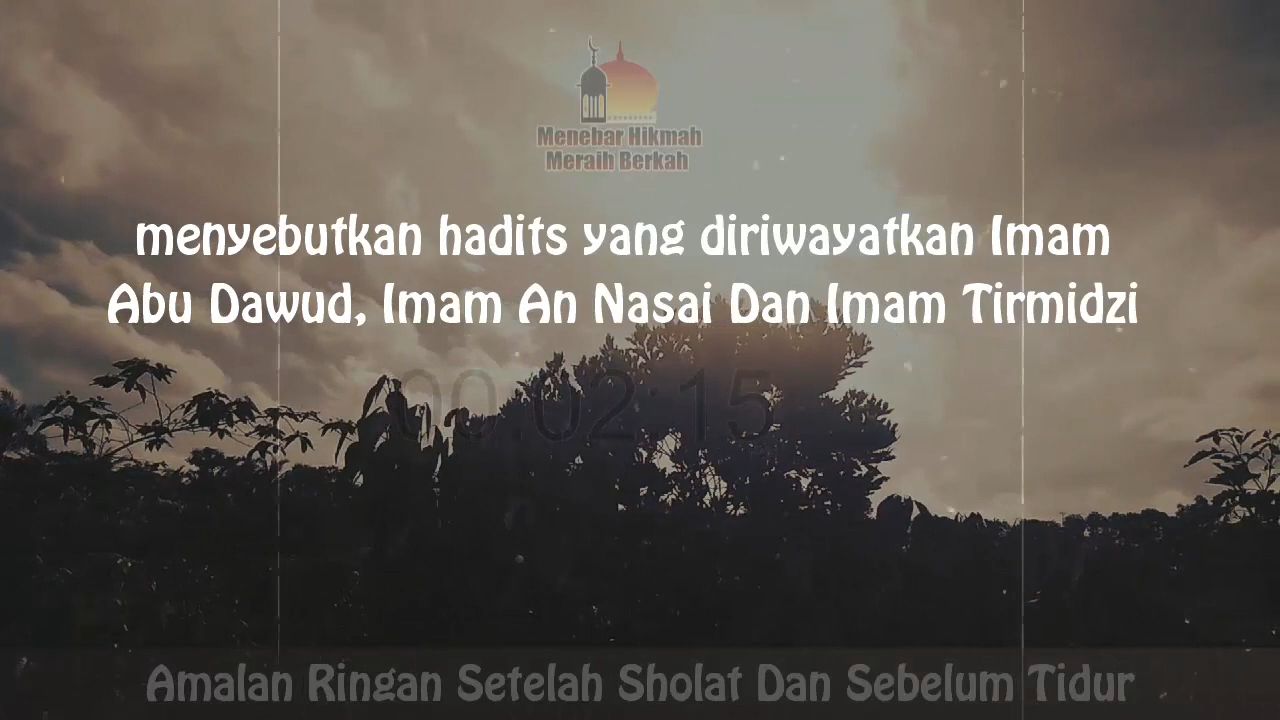 Menebar Hikmah
Meraih Berkah
menyebutkan hadits yang diriwayatkan Imam
Abu Dawud, Imam An Nasai Dan Imam Tirmidzi
00:02:15
Amalan Ringan Setelah Sholat Dan Sebelum Tidur